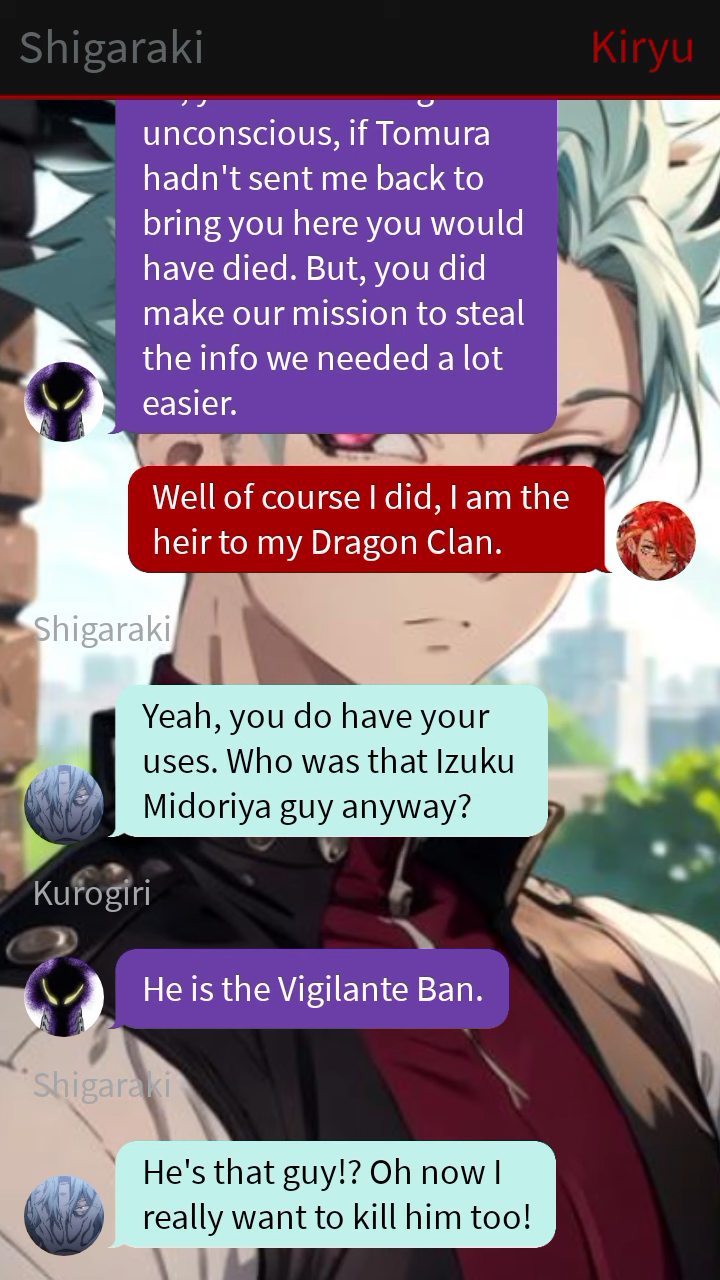 Shigaraki
Kiryu
unconscious, if Tomura
hadn't sent me back to
bring you here you would
have died. But, you did
make our mission to steal
the info we needed a lot
easier.
Well of course I did, I am the
heir to my Dragon Clan.
Shigaraki
Yeah, you do have your
uses. Who was that Izuku
Midoriya guy anyway?
Kurogiri
He is the Vigilante Ban.
Shigaraki
He's that guy!? Oh now I
really want to kill him too!